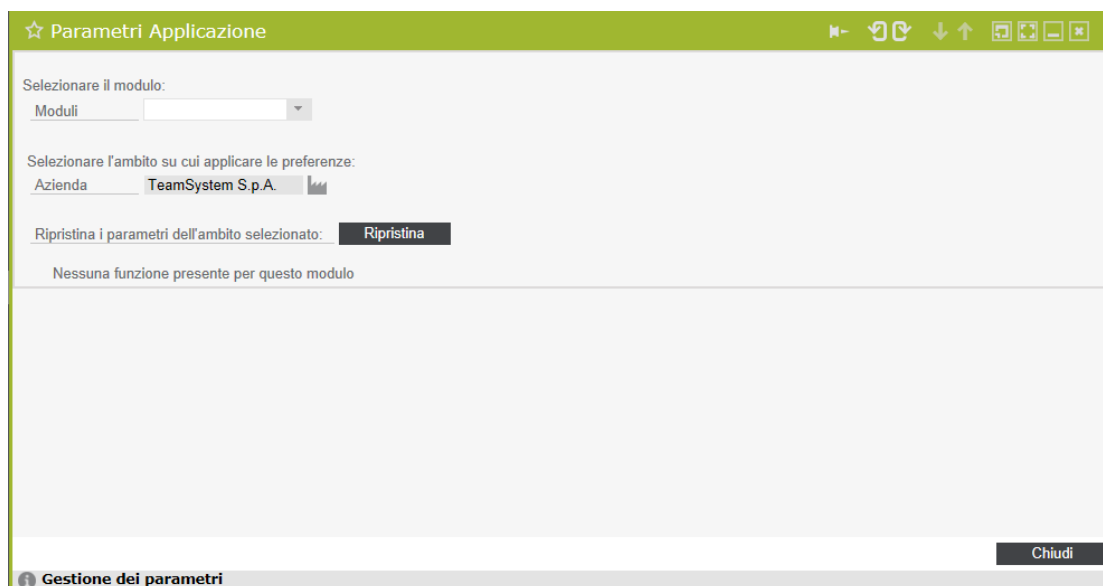 Parametri Applicazione
Selezionare il modulo:
Moduli
Selezionare l'ambito su cui applicare le preferenze:
Azienda TeamSystem S.p.A.
Ripristina i parametri dell'ambito selezionato: Ripristina
Nessuna funzione presente per questo modulo
Chiudi
Gestione dei parametri